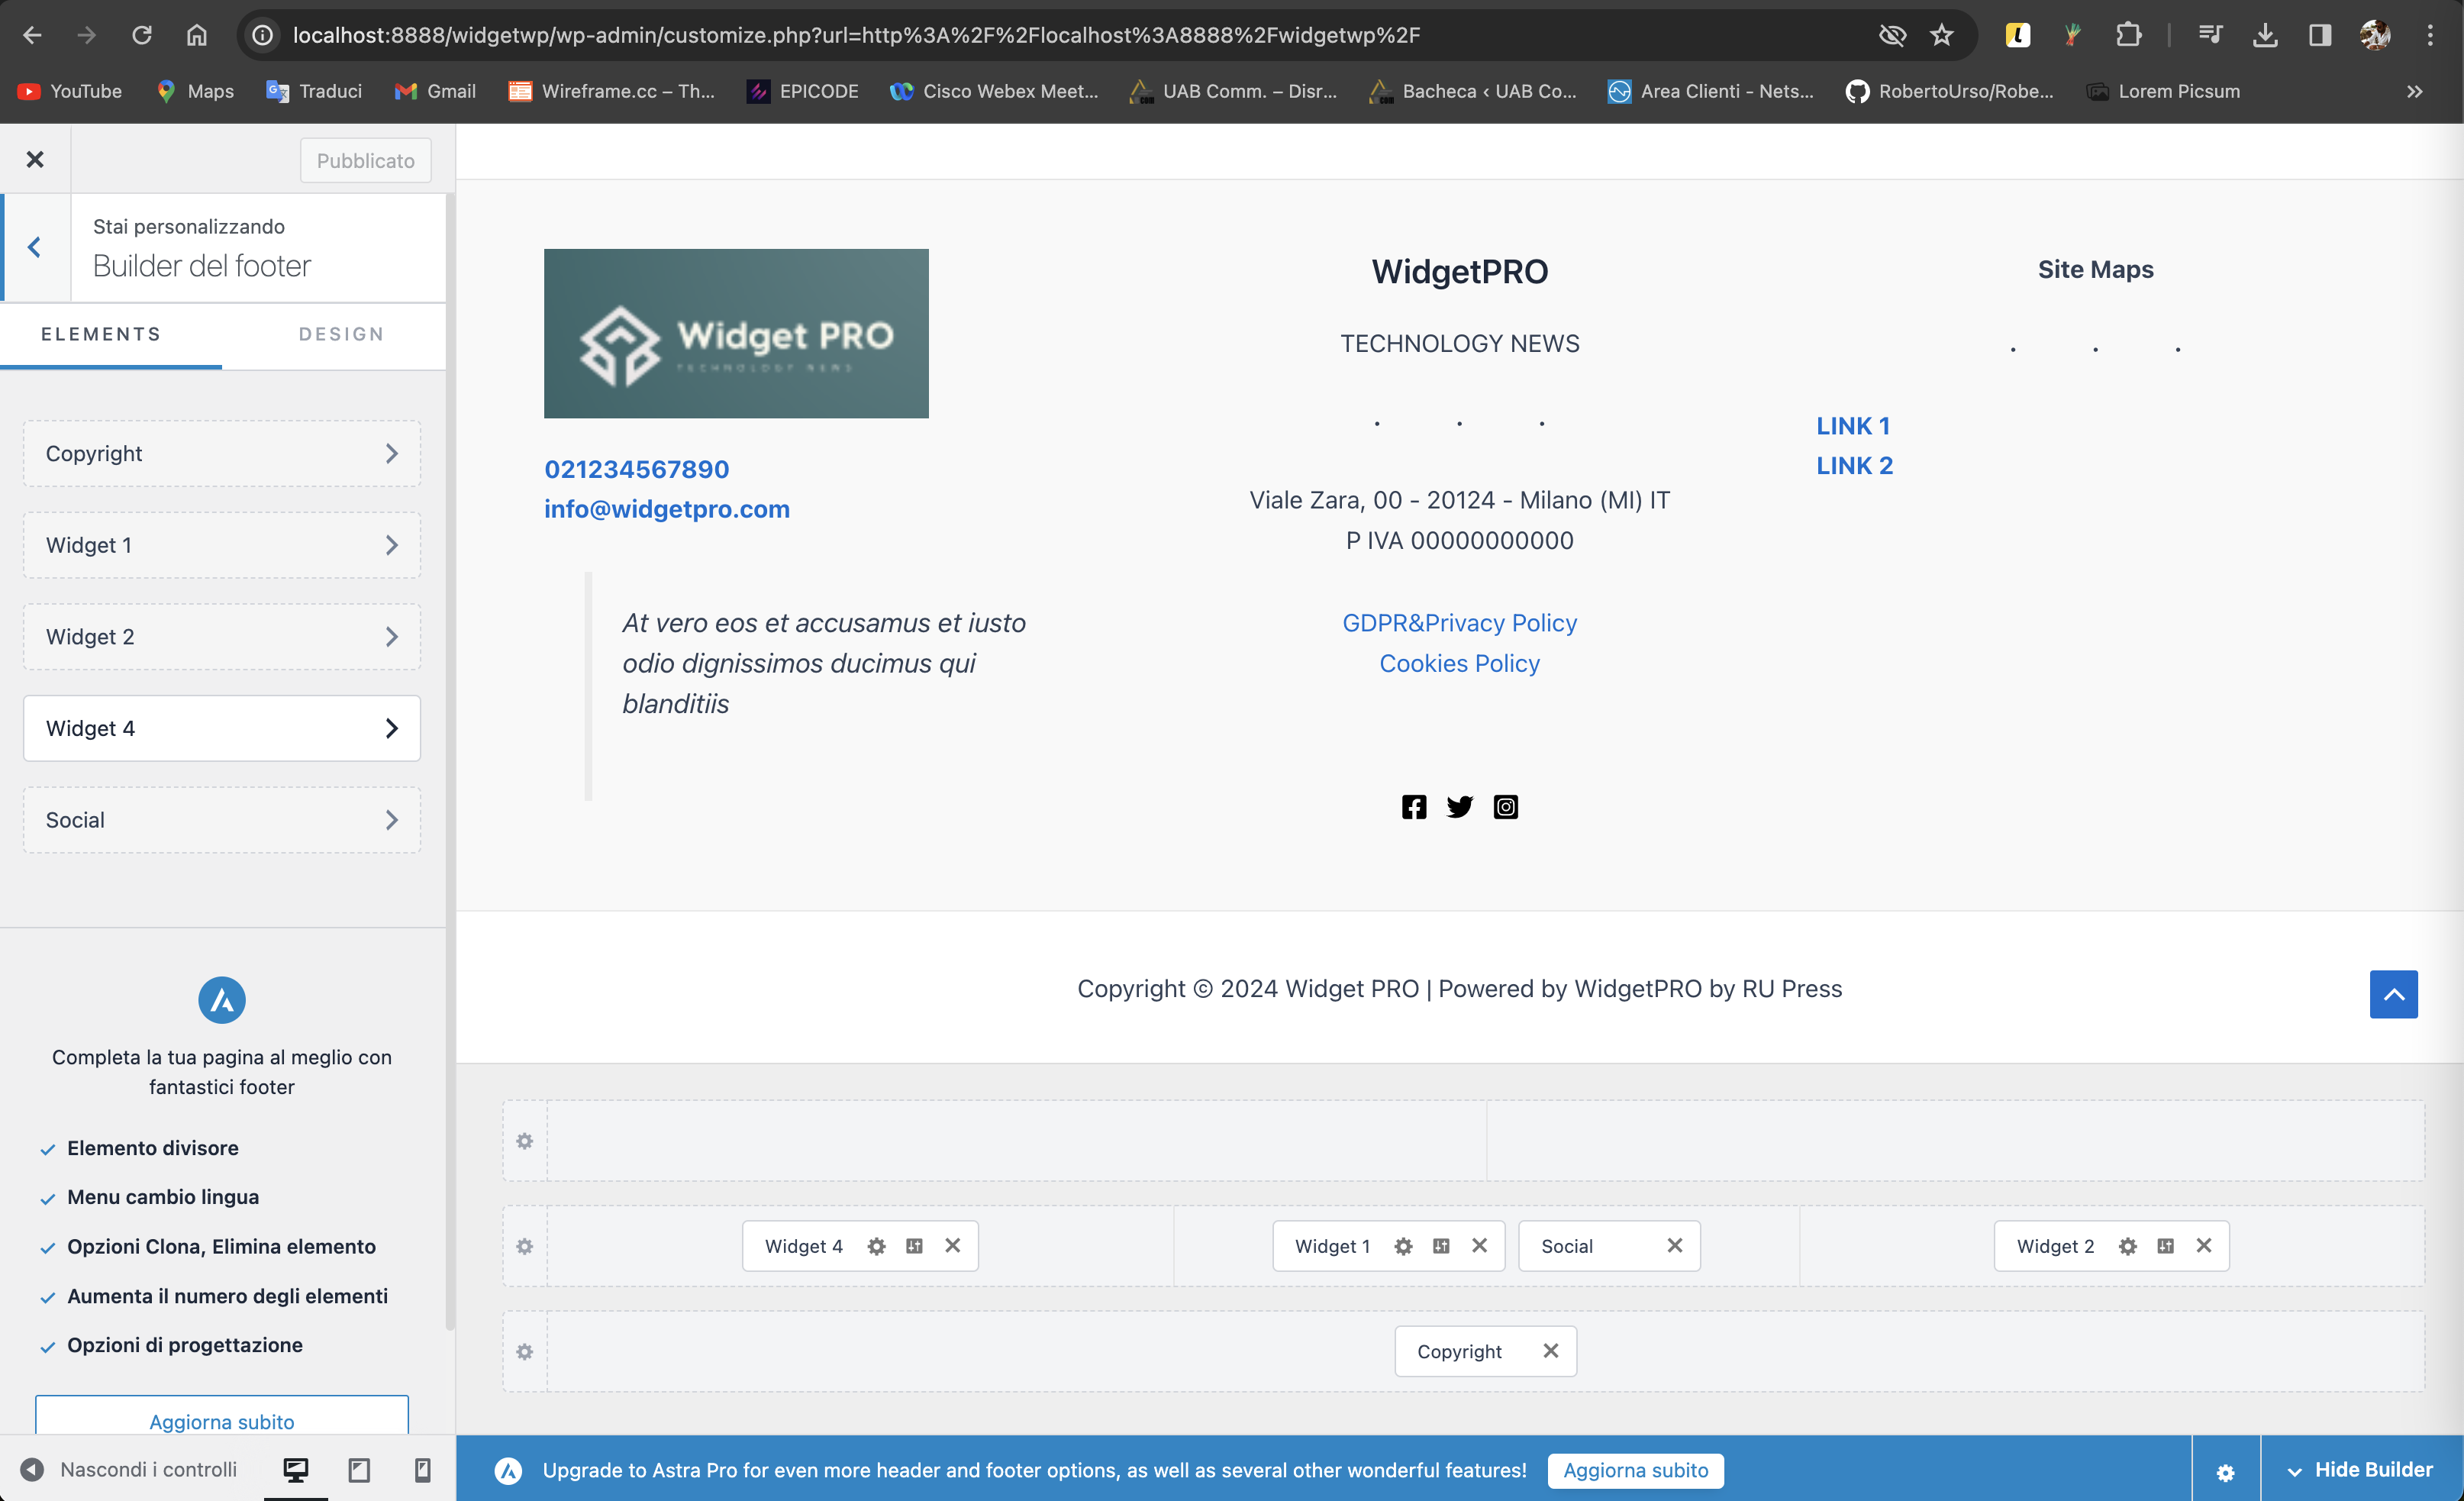 localhost:8888/widgetwp/wp-admin/customize.php?url=http%3A%2F%2Flocalhost%3A8888%2Fwidgetwp%2F
YouTube Maps Traduci Gmail Wireframe.cc – Th... EPICODE Cisco Webex Meet... UAB Comm. – Disr... Bacheca ‹ UAB Co... Area Clienti - Nets... RobertoUrso/Robe... Lorem Picsum
Pubblicato
Stai personalizzando
Builder del footer
ELEMENTS DESIGN
Copyright
Widget 1
Widget 2
Widget 4
Social
Completa la tua pagina al meglio con
fantastici footer
Elemento divisore
Menu cambio lingua
Opzioni Clona, Elimina elemento
Aumenta il numero degli elementi
Opzioni di progettazione
Aggiorna subito
Nascondi i controlli
Widget PRO
TECHNOLOGY NEWS
021234567890
info@widgetpro.com
At vero eos et accusamus et iusto
odio dignissimos ducimus qui
blanditiis
WidgetPRO
TECHNOLOGY NEWS
. . .
Viale Zara, 00 - 20124 - Milano (MI) IT
P IVA 00000000000
GDPR&Privacy Policy
Cookies Policy
Site Maps
. . .
LINK 1
LINK 2
Copyright © 2024 Widget PRO | Powered by WidgetPRO by RU Press
Widget 4 Widget 1 Social Widget 2
Copyright
Upgrade to Astra Pro for even more header and footer options, as well as several other wonderful features! Aggiorna subito Hide Builder